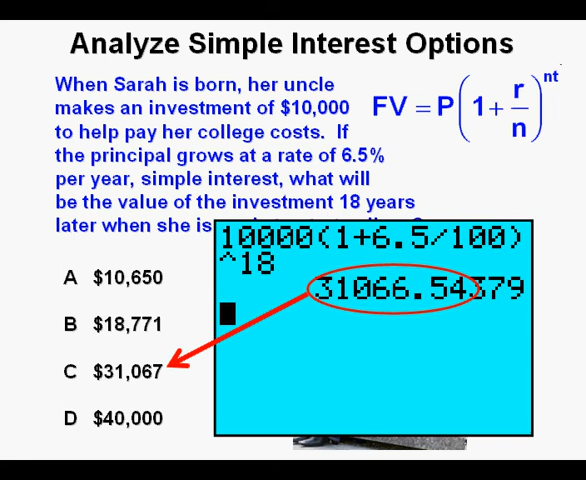 Analyze Simple Interest Options
When Sarah is born, her uncle
makes an investment of $10,000
to help pay her college costs. If
the principal grows at a rate of 6.5%
per year, simple interest, what will
be the value of the investment 18 years
later when she is
FV = P(1 + r/n)^nt
10000(1+6.5/100)
^18
31066.54379
A $10,650
B $18,771
C $31,067
D $40,000